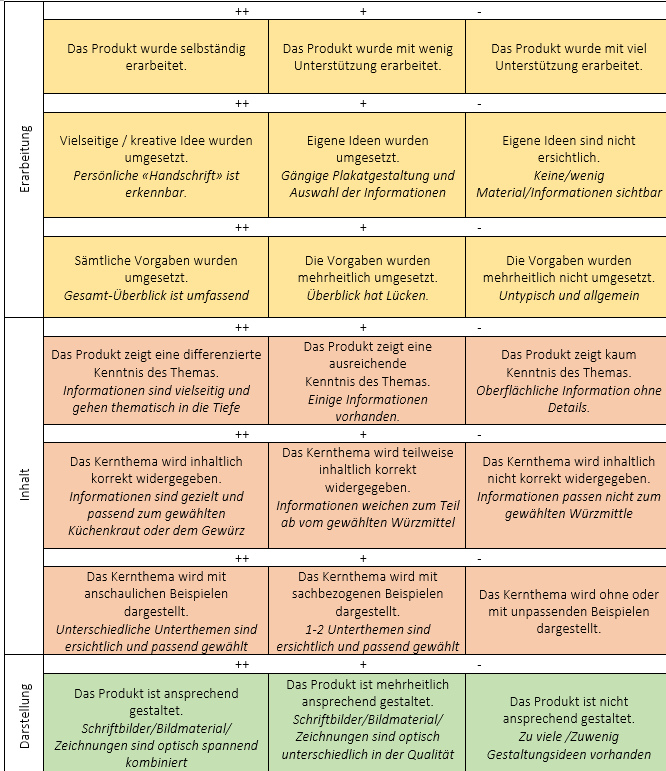 ++ + -
Erarbeitung
Das Produkt wurde selbständig
erarbeitet.
Das Produkt wurde mit wenig
Unterstützung erarbeitet.
Das Produkt wurde mit viel
Unterstützung erarbeitet.
++ + -
Vielseitige / kreative Idee wurden
umgesetzt.
Persönliche «Handschrift» ist
erkennbar.
Eigene Ideen wurden
umgesetzt.
Gängige Plakatgestaltung und
Auswahl der Informationen
Eigene Ideen sind nicht
ersichtlich.
Keine/wenig
Material/Informationen sichtbar
++ + -
Sämtliche Vorgaben wurden
umgesetzt.
Gesamt-Überblick ist umfassend
Die Vorgaben wurden
mehrheitlich umgesetzt.
Überblick hat Lücken.
Die Vorgaben wurden
mehrheitlich nicht umgesetzt.
Untypisch und allgemein
++ + -
Inhalt
Das Produkt zeigt eine differenzierte
Kenntnis des Themas.
Informationen sind vielseitig und
gehen thematisch in die Tiefe
Das Produkt zeigt eine
ausreichende
Kenntnis des Themas.
Einige Informationen
vorhanden.
Das Produkt zeigt kaum
Kenntnis des Themas.
Oberflächliche Information ohne
Details.
++ + -
Das Kernthema wird inhaltlich
korrekt widergegeben.
Informationen sind gezielt und
passend zum gewählten
Küchenkraut oder dem Gewürz
Das Kernthema wird teilweise
inhaltlich korrekt
widergegeben.
Informationen weichen zum Teil
ab vom gewählten Würzmittel
Das Kernthema wird inhaltlich
nicht korrekt widergegeben.
Informationen passen nicht zum
gewählten Würzmittle
++ + -
Das Kernthema wird mit
anschaulichen Beispielen
dargestellt.
Unterschiedliche Unterthemen sind
ersichtlich und passend gewählt
Das Kernthema wird mit
sachbezogenen Beispielen
dargestellt.
1-2 Unterthemen sind
ersichtlich und passend gewählt
Das Kernthema wird ohne oder
mit unpassenden Beispielen
dargestellt.
++ + -
Darstellung
Das Produkt ist ansprechend
gestaltet.
Schriftbilder/Bildmaterial/
Zeichnungen sind optisch spannend
kombiniert
Das Produkt ist mehrheitlich
ansprechend gestaltet.
Schriftbilder/Bildmaterial/
Zeichnungen sind optisch
unterschiedlich in der Qualität
Das Produkt ist nicht
ansprechend gestaltet.
Zu viele /Zuwenig
Gestaltungsideen vorhanden